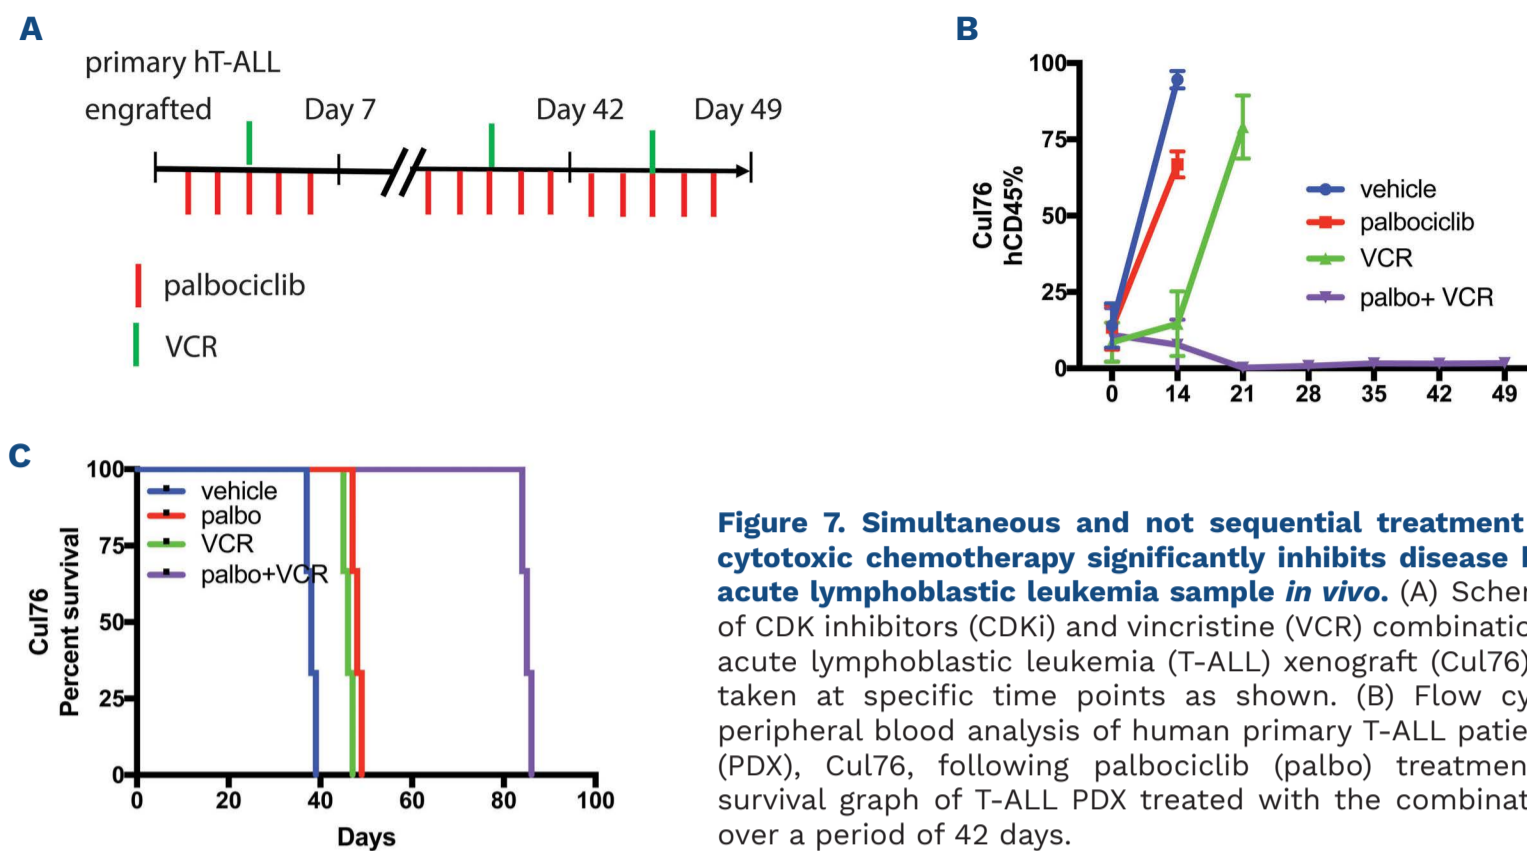 A
primary hT-ALL
engrafted
Day 7
Day 42
Day 49
palbociclib
VCR
B
100
75
50
25
0
Cul76
hCD45%
0 14 21 28 35 42 49
vehicle
palbociclib
VCR
palbo+ VCR
C
100
75
50
25
0
Cul76
Percent survival
vehicle
palbo
VCR
palbo+VCR
0 20 40 60 80 100
Days
Figure 7. Simultaneous and not sequential treatment
cytotoxic chemotherapy significantly inhibits disease
acute lymphoblastic leukemia sample in vivo. (A) Schem
of CDK inhibitors (CDKi) and vincristine (VCR) combinatio
acute lymphoblastic leukemia (T-ALL) xenograft (Cul76)
taken at specific time points as shown. (B) Flow cy
peripheral blood analysis of human primary T-ALL patie
(PDX), Cul76, following palbociclib (palbo) treatmen
survival graph of T-ALL PDX treated with the combinat
over a period of 42 days.